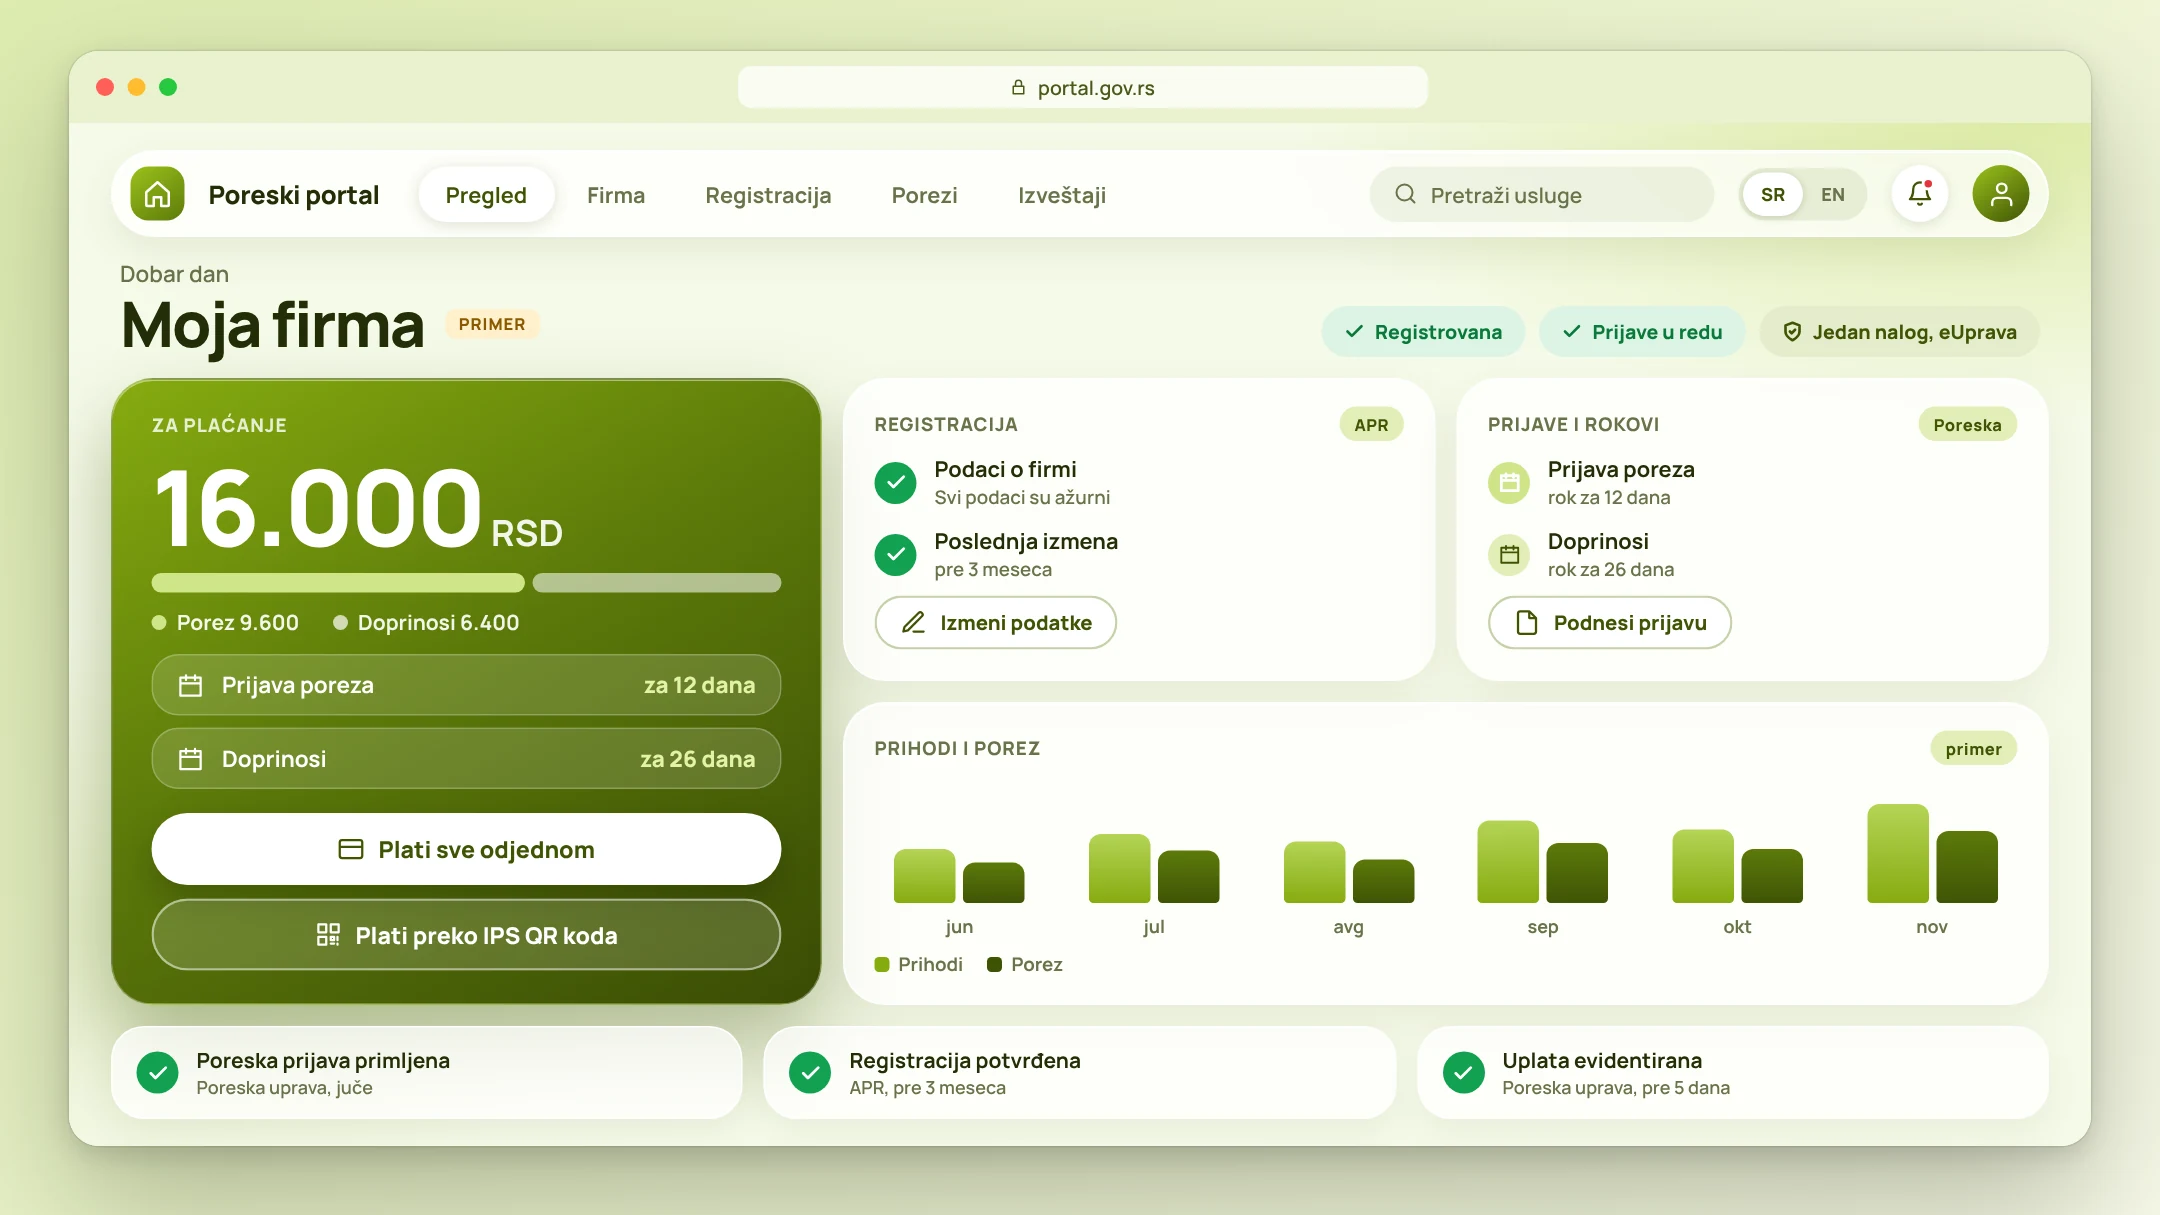 portal.gov.rs
Poreski portal
Pregled
Firma
Registracija
Porezi
Izveštaji
Pretraži usluge
SR
EN
Dobar dan
Moja firma
PRIMER
Registrovana
Prijave u redu
Jedan nalog, eUprava
ZA PLAĆANJE
16.000 RSD
Porez 9.600
Doprinosi 6.400
Prijava poreza
za 12 dana
Doprinosi
za 26 dana
Plati sve odjednom
Plati preko IPS QR koda
REGISTRACIJA
APR
Podaci o firmi
Svi podaci su ažurni
Poslednja izmena
pre 3 meseca
Izmeni podatke
PRIJAVE I ROKOVI
Poreska
Prijava poreza
rok za 12 dana
Doprinosi
rok za 26 dana
Podnesi prijavu
PRIHODI I POREZ
primer
jun
jul
avg
sep
okt
nov
Prihodi
Porez
Poreska prijava primljena
Poreska uprava, juče
Registracija potvrđena
APR, pre 3 meseca
Uplata evidentirana
Poreska uprava, pre 5 dana